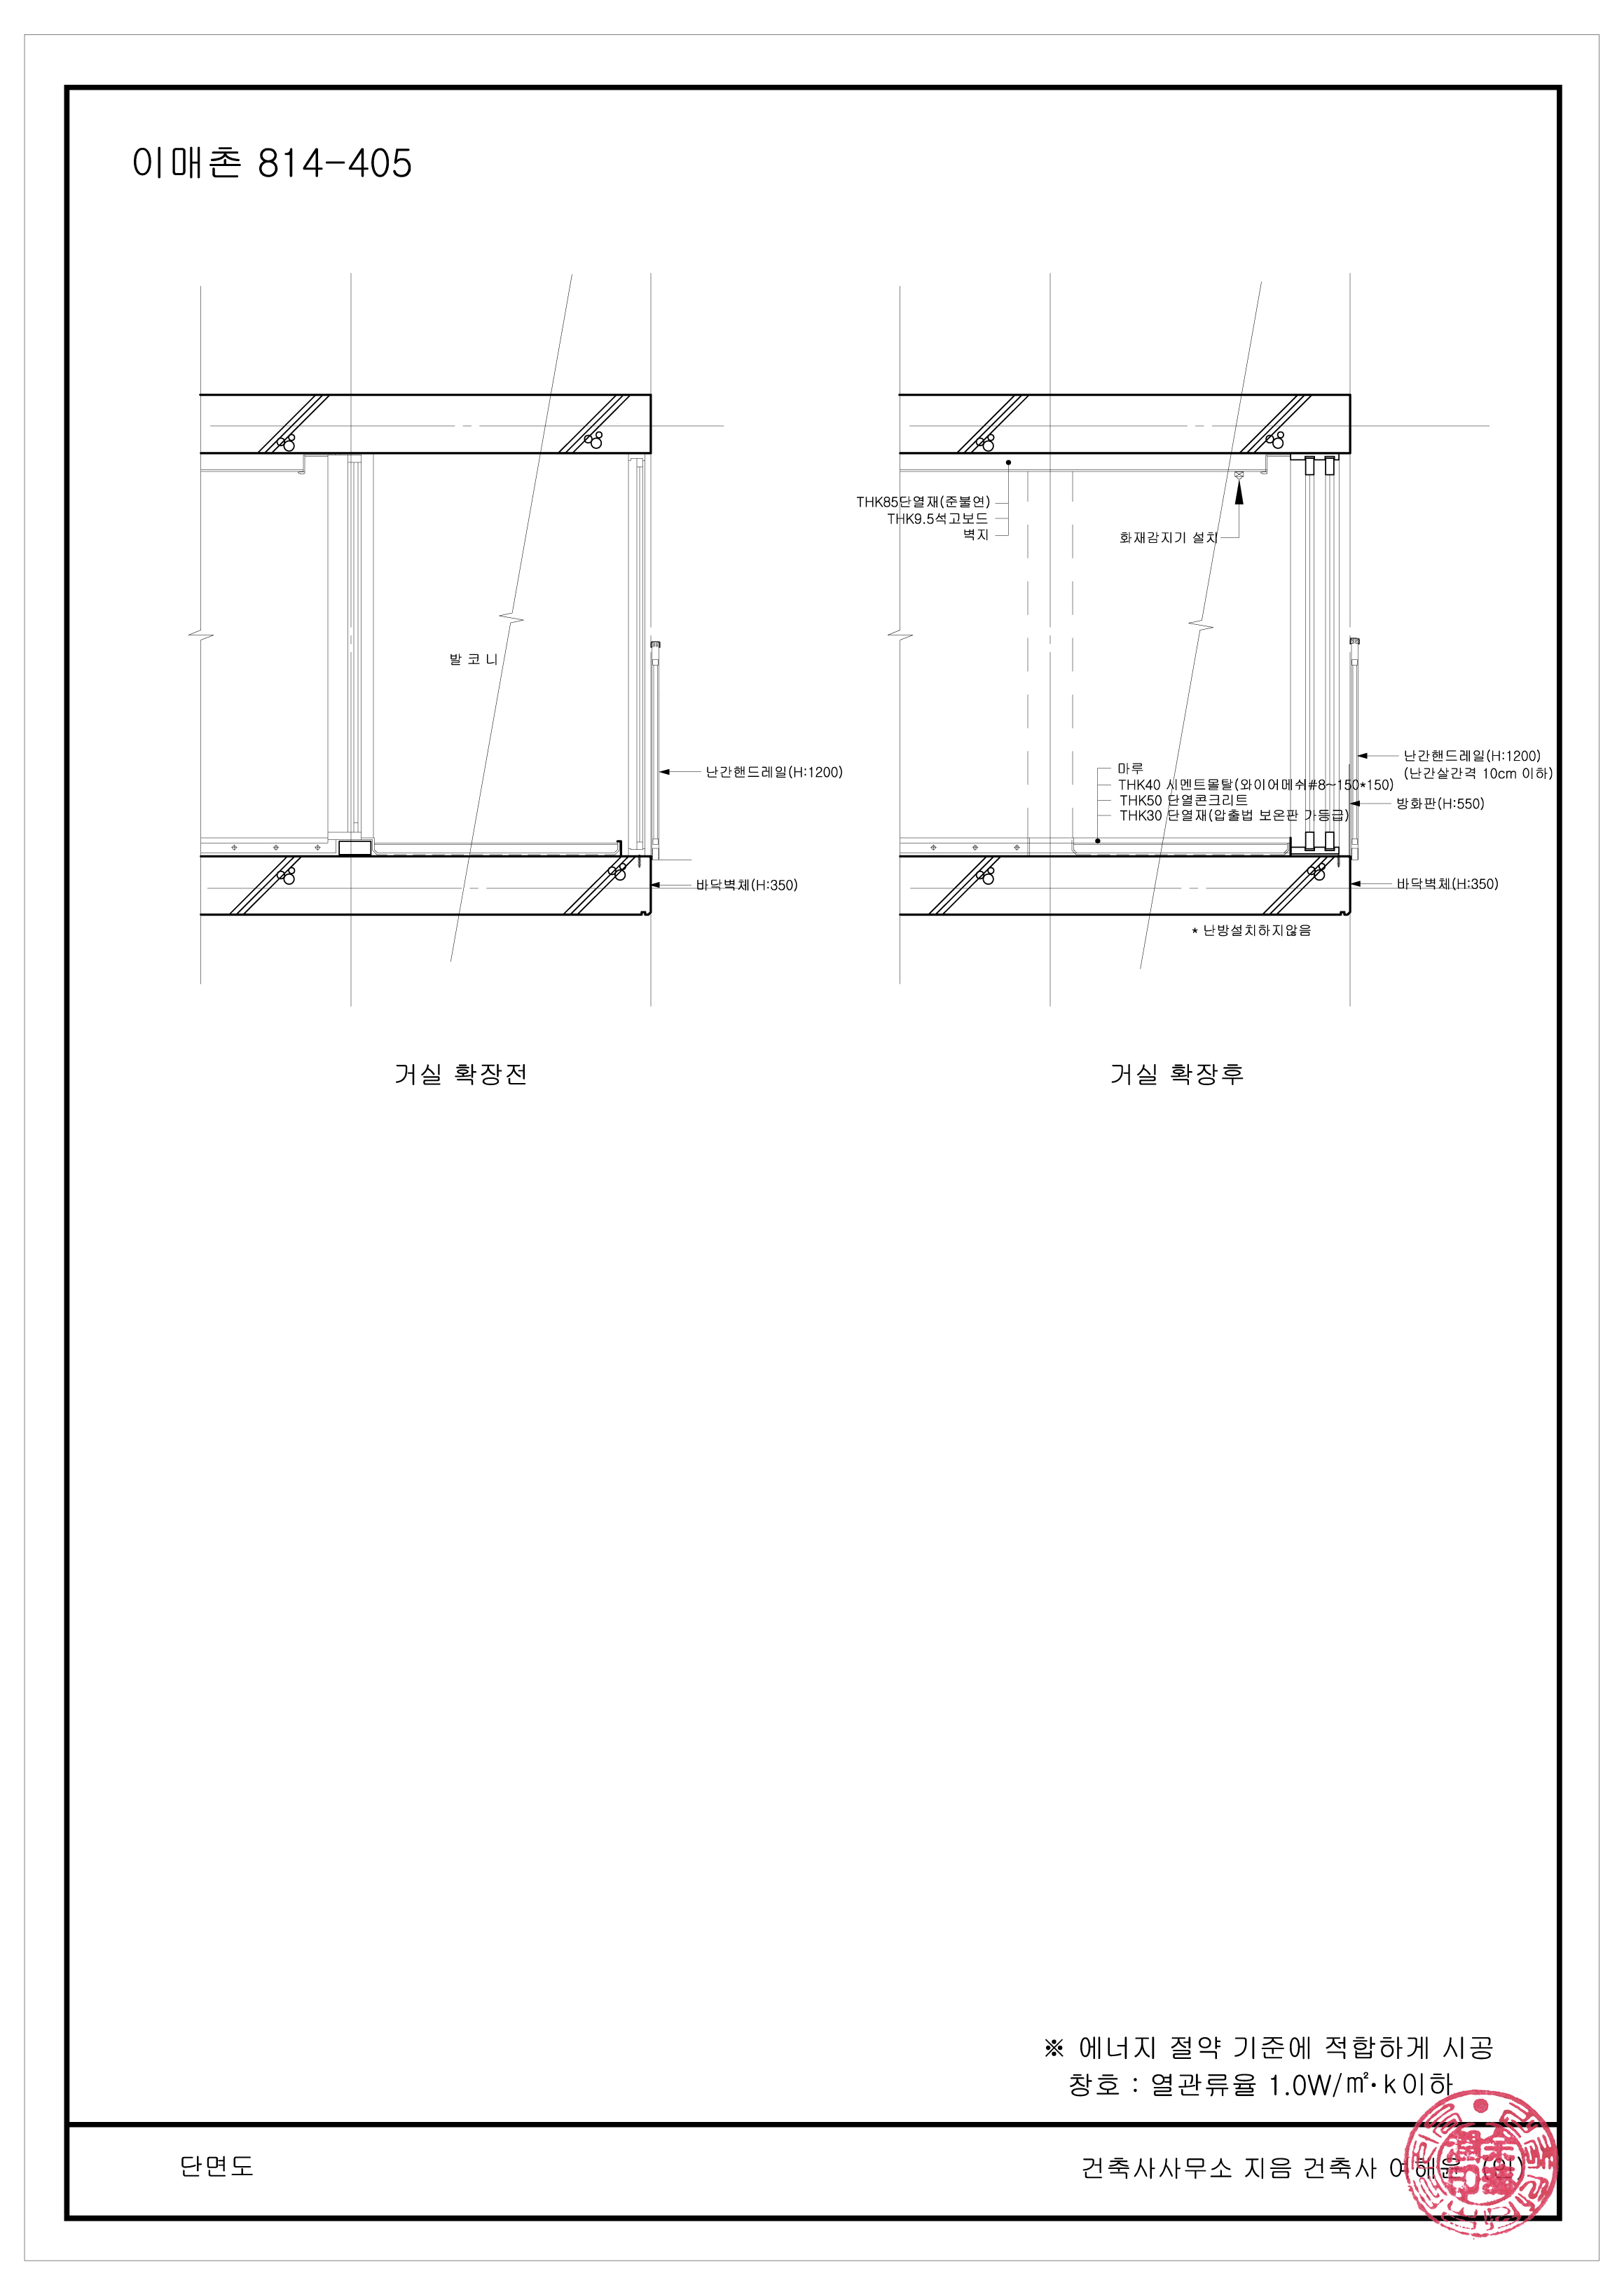 이매촌 814-405
발 코 니
난간핸드레일(H:1200)
바닥벽체(H:350)
거실 확장전
THK85단열재(준불연)
THK9.5석고보드
벽지
화재감지기 설치
마루
THK40 시멘트몰탈(와이어메쉬#8~150*150)
THK50 단열콘크리트
THK30 단열재(압출법 보온판 가등급)
난간핸드레일(H:1200)
(난간살간격 10cm 이하)
방화판(H:550)
바닥벽체(H:350)
* 난방설치하지않음
거실 확장후
※ 에너지 절약 기준에 적합하게 시공
창호 : 열관류율 1.0W/㎡·k이하
단면도
건축사사무소 지음 건축사 (인)